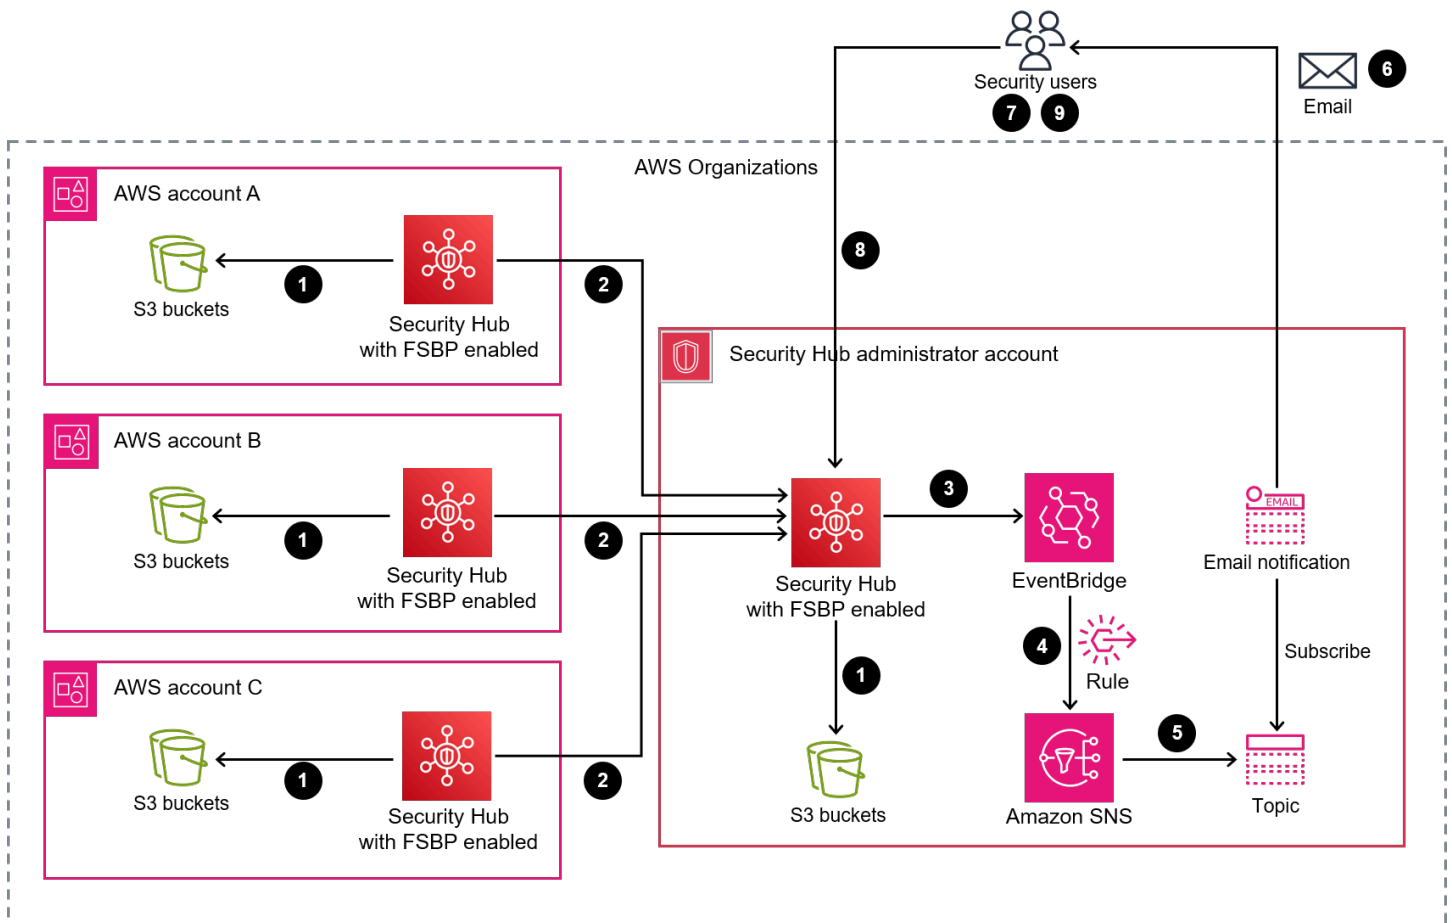 Security users
7
9
6
Email
AWS Organizations
AWS account A
S3 buckets
1
Security Hub
with FSBP enabled
2
8
Security Hub administrator account
AWS account B
S3 buckets
1
Security Hub
with FSBP enabled
2
Security Hub
with FSBP enabled
3
EventBridge
EMAIL
Email notification
4
Rule
Subscribe
1
S3 buckets
Amazon SNS
5
Topic
AWS account C
S3 buckets
1
Security Hub
with FSBP enabled
2